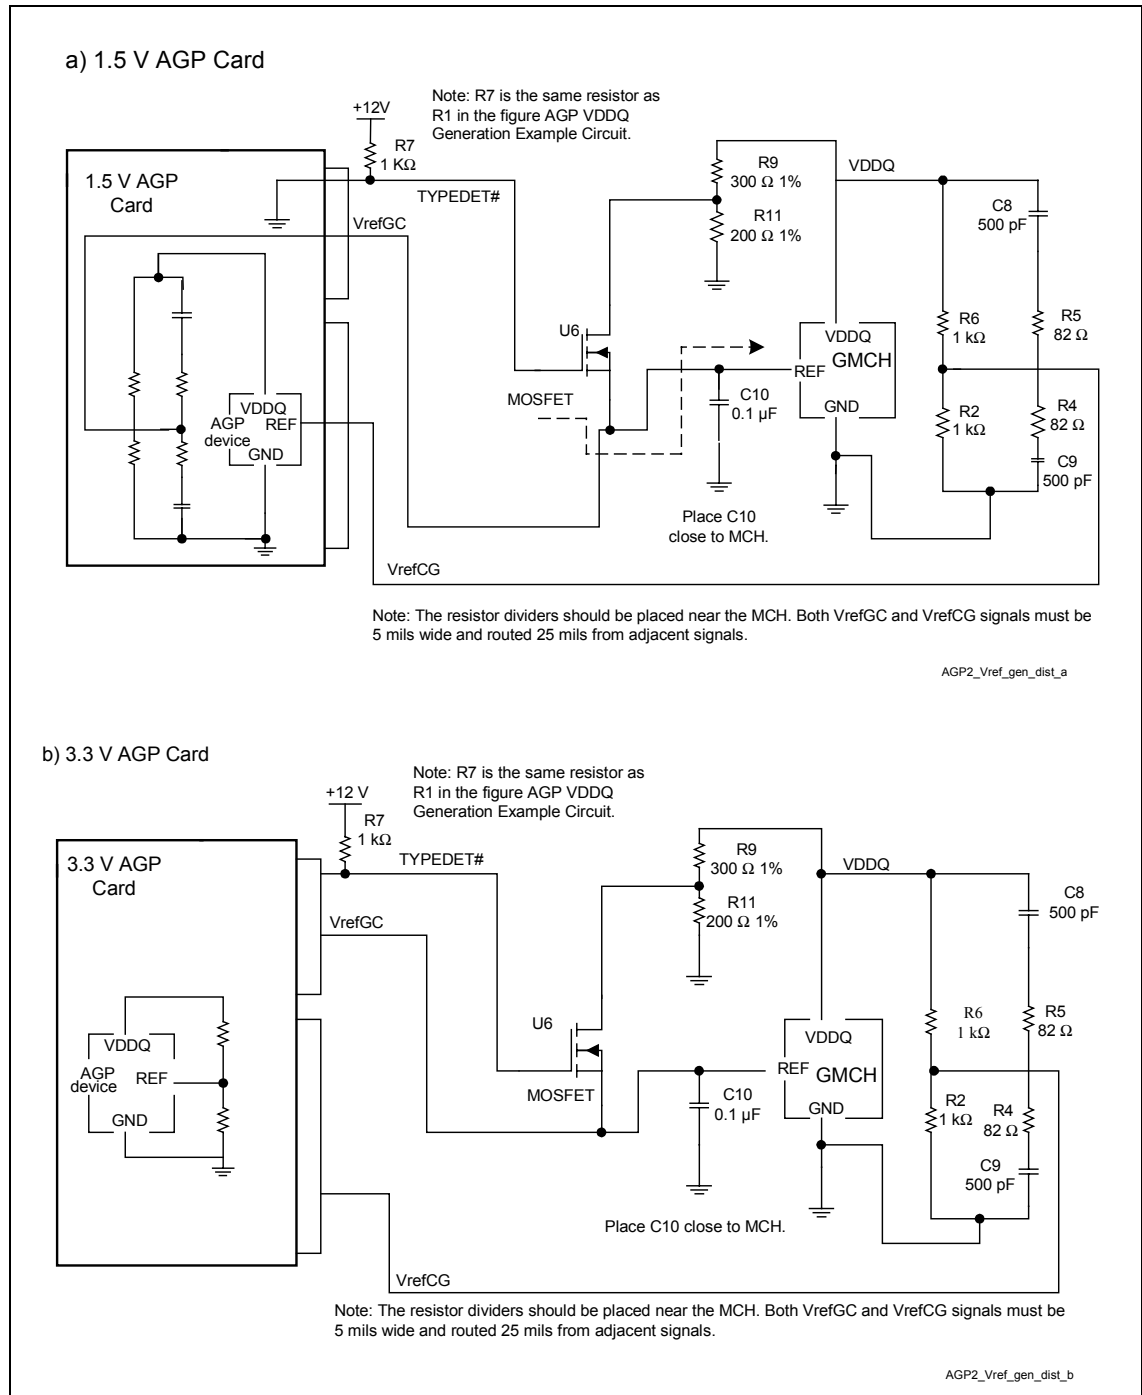 a) 1.5 V AGP Card
Note: R7 is the same resistor as
R1 in the figure AGP VDDQ
Generation Example Circuit.
+12V
R7
1 KΩ
1.5 V AGP
Card
TYPEDET#
VrefGC
R9
300 Ω 1%
R11
200 Ω 1%
VDDQ
C8
500 pF
R6
1 kΩ
R5
82 Ω
U6
MOSFET
VDDQ
GMCH
REF
GND
C10
0.1 µF
R2
1 kΩ
R4
82 Ω
C9
500 pF
VDDQ
AGP
device
REF
GND
Place C10
close to MCH.
VrefCG
Note: The resistor dividers should be placed near the MCH. Both VrefGC and VrefCG signals must be
5 mils wide and routed 25 mils from adjacent signals.
AGP2_Vref_gen_dist_a
b) 3.3 V AGP Card
Note: R7 is the same resistor as
R1 in the figure AGP VDDQ
Generation Example Circuit.
+12 V
R7
1 kΩ
3.3 V AGP
Card
TYPEDET#
VrefGC
R9
300 Ω 1%
R11
200 Ω 1%
VDDQ
C8
500 pF
R6
1 kΩ
R5
82 Ω
U6
MOSFET
VDDQ
GMCH
REF
GND
C10
0.1 µF
R2
1 kΩ
R4
82 Ω
C9
500 pF
VDDQ
AGP
device
REF
GND
Place C10 close to MCH.
VrefCG
Note: The resistor dividers should be placed near the MCH. Both VrefGC and VrefCG signals must be
5 mils wide and routed 25 mils from adjacent signals.
AGP2_Vref_gen_dist_b